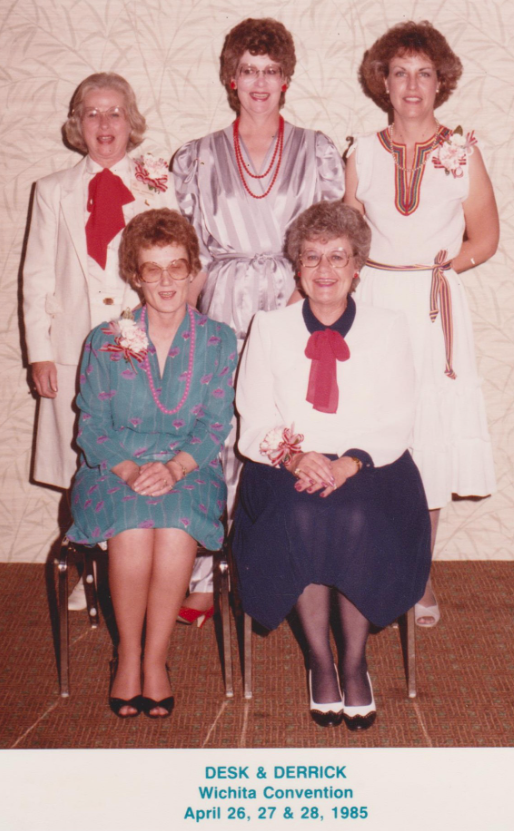 DESK & DERRICK
Wichita Convention
April 26, 27 & 28, 1985